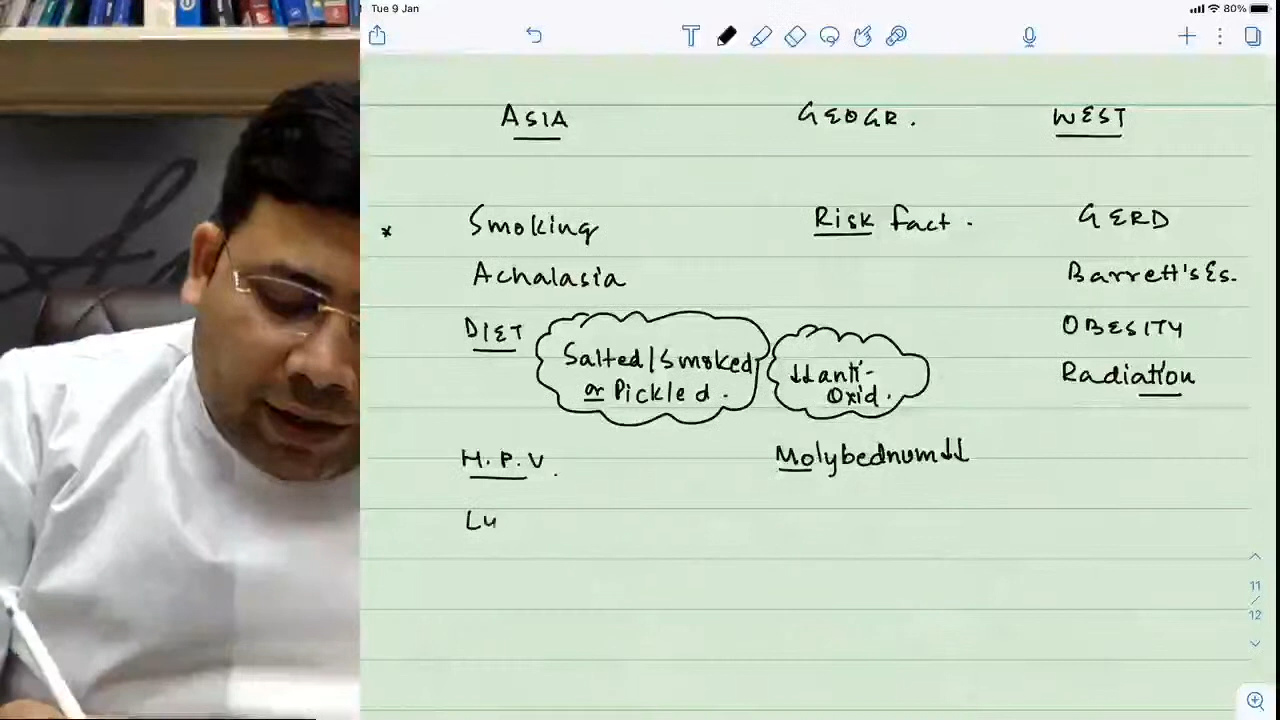 Tue 9 Jan
80%
ASIA GEOGR. WEST
* Smoking Risk fact. GERD
Achalasia Barrett's Es.
DIET Salted/Smoked or Pickled. ↓↓anti-Oxid. OBESITY
Radiation
H.P.V. Molybednum↓↓
Lu
11
12